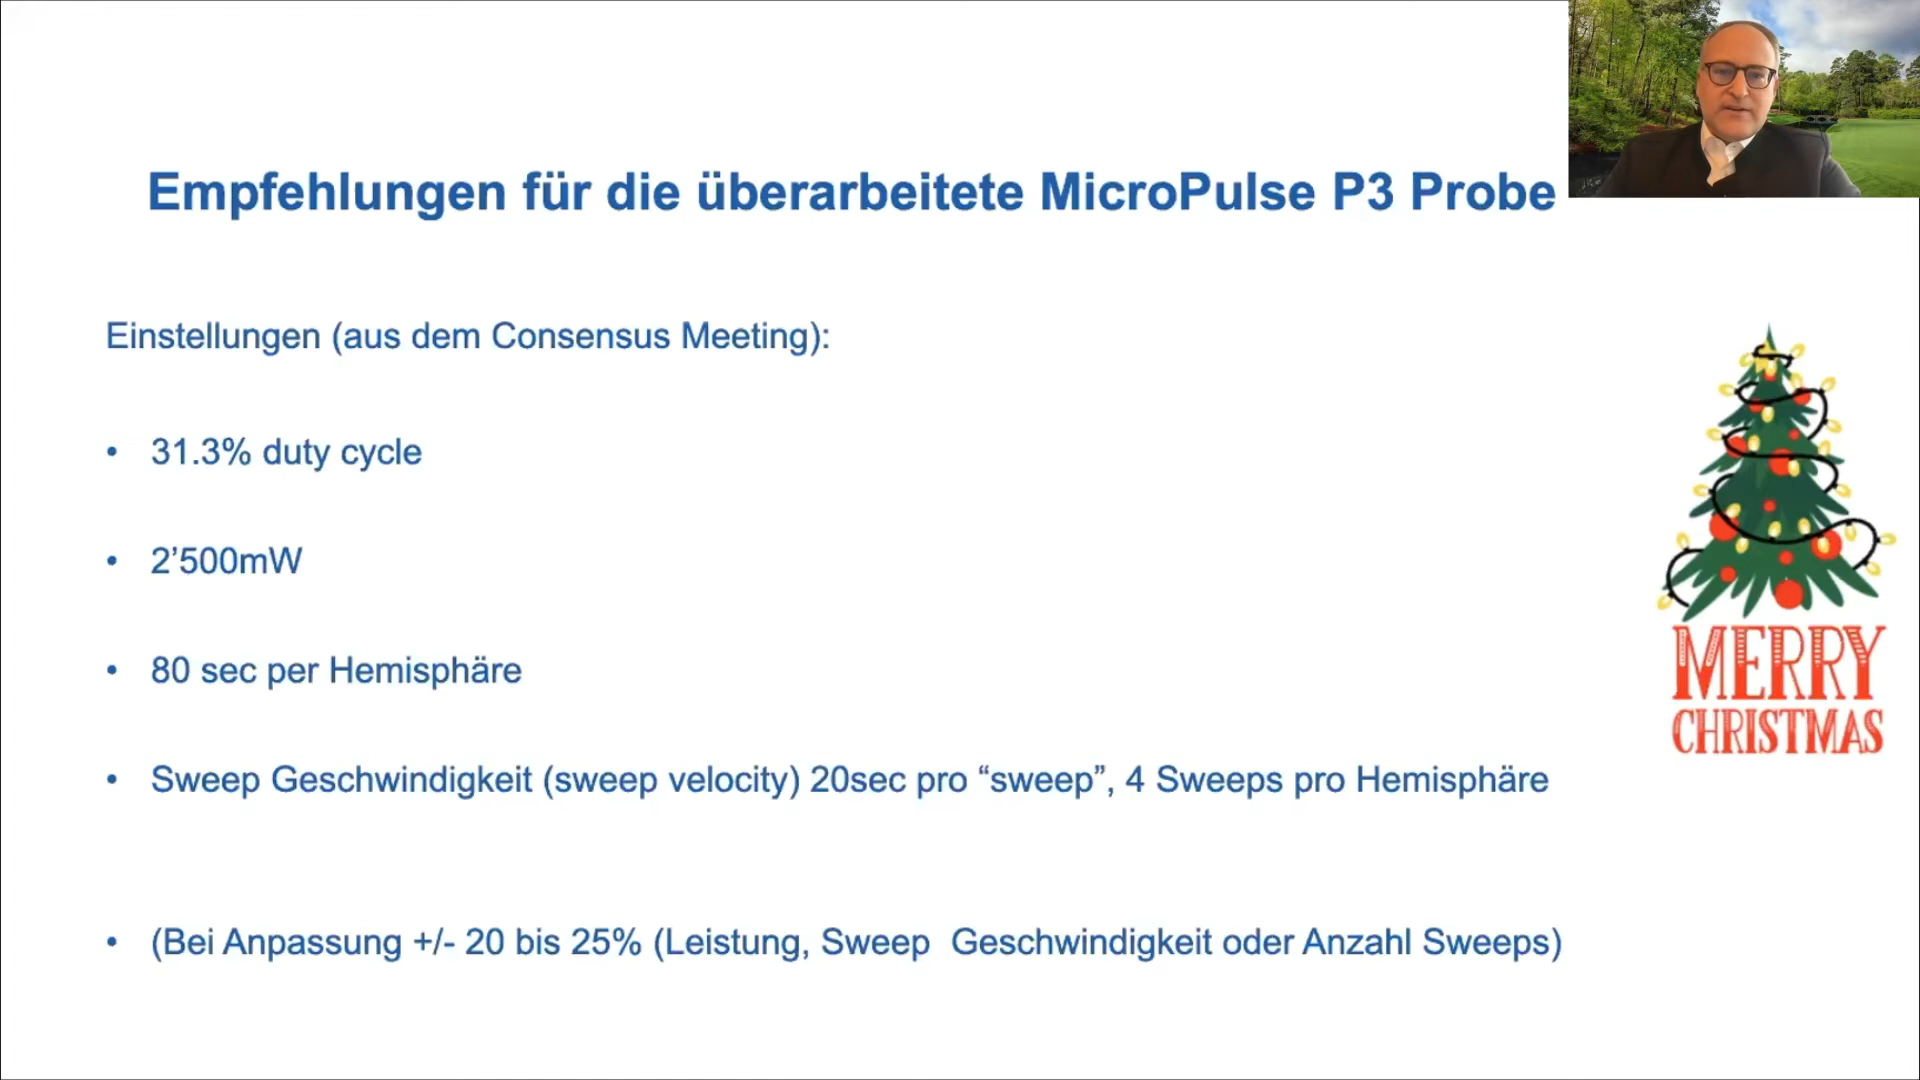 Empfehlungen für die überarbeitete MicroPulse P3 Probe
Einstellungen (aus dem Consensus Meeting):
• 31.3% duty cycle
• 2’500mW
• 80 sec per Hemisphäre
• Sweep Geschwindigkeit (sweep velocity) 20sec pro “sweep”, 4 Sweeps pro Hemisphäre
• (Bei Anpassung +/- 20 bis 25% (Leistung, Sweep  Geschwindigkeit oder Anzahl Sweeps)
MERRY
CHRISTMAS